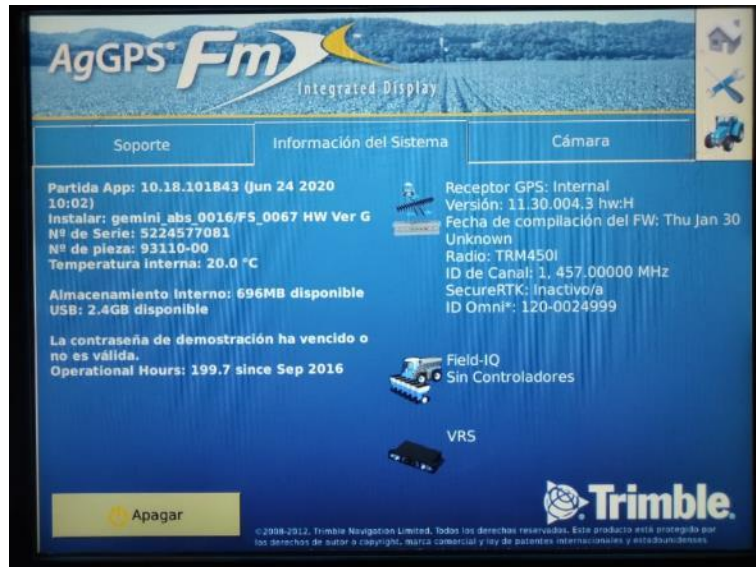 AgGPS® Fm
Integrated Display
Soporte
Información del Sistema
Cámara
Partida App: 10.18.101843 (Jun 24 2020
10:02)
Instalar: gemini_abs_0016/FS_0067 HW Ver G
Nº de Serie: 5224577081
Nº de pieza: 93110-00
Temperatura interna: 20.0 °C
Almacenamiento Interno: 696MB disponible
USB: 2.4GB disponible
La contraseña de demostración ha vencido o
no es válida.
Operational Hours: 199.7 since Sep 2016
Receptor GPS: Internal
Versión: 11.30.004.3 hw:H
Fecha de compilación del FW: Thu Jan 30
Unknown
Radio: TRM450I
ID de Canal: 1, 457.00000 MHz
SecureRTK: Inactivo/a
ID Omni*: 120-0024999
Field-IQ
Sin Controladores
VRS
Apagar
Trimble.
©2008-2012, Trimble Navigation Limited. Todos los derechos reservados. Este producto está protegido por
los derechos de autor o copyright, marca comercial y ley de patentes internacionales y estadounidenses